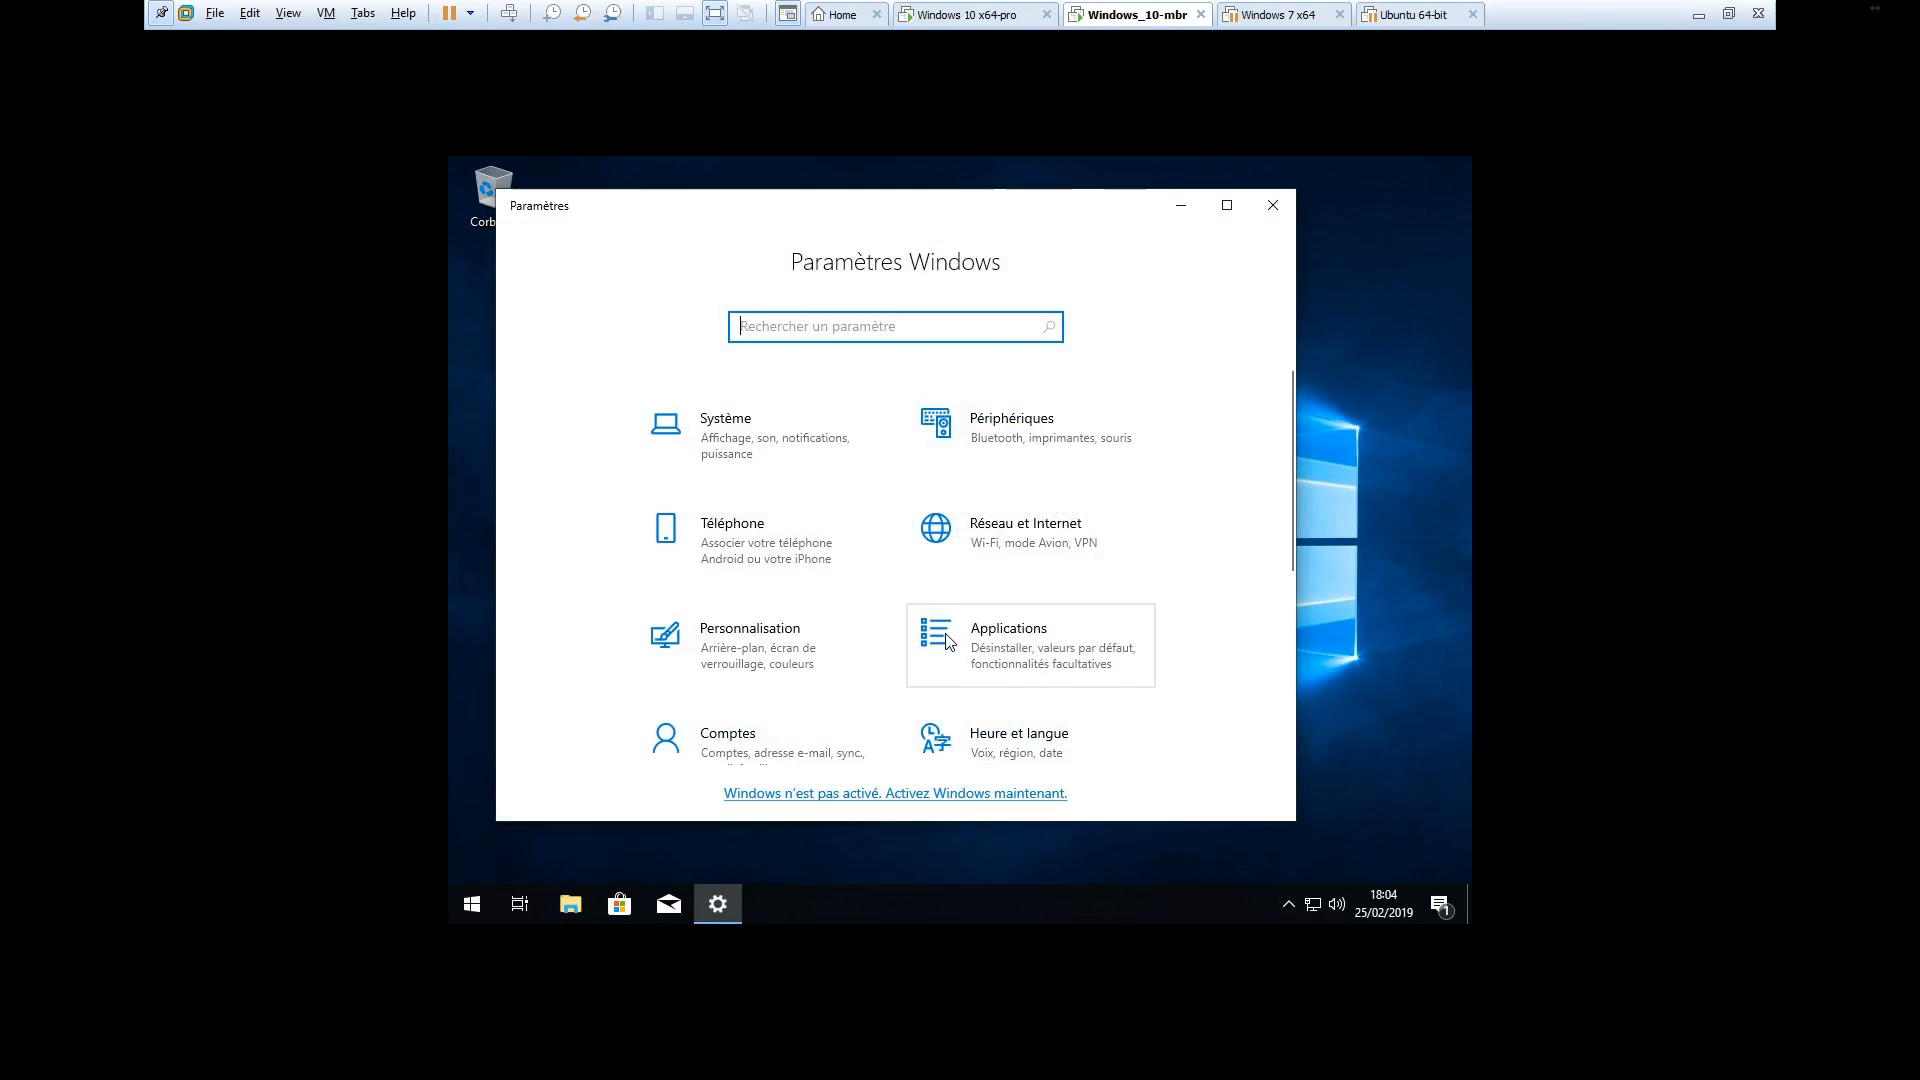 File Edit View VM Tabs Help Home Windows 10 x64-pro Windows_10-mbr Windows 7 x64 Ubuntu 64-bit
Corb
Paramètres
Paramètres Windows
Rechercher un paramètre
Système
Affichage, son, notifications,
puissance
Périphériques
Bluetooth, imprimantes, souris
Téléphone
Associer votre téléphone
Android ou votre iPhone
Réseau et Internet
Wi-Fi, mode Avion, VPN
Personnalisation
Arrière-plan, écran de
verrouillage, couleurs
Applications
Désinstaller, valeurs par défaut,
fonctionnalités facultatives
Comptes
Comptes, adresse e-mail, sync.,
Heure et langue
Voix, région, date
Windows n'est pas activé. Activez Windows maintenant.
18:04
25/02/2019
1